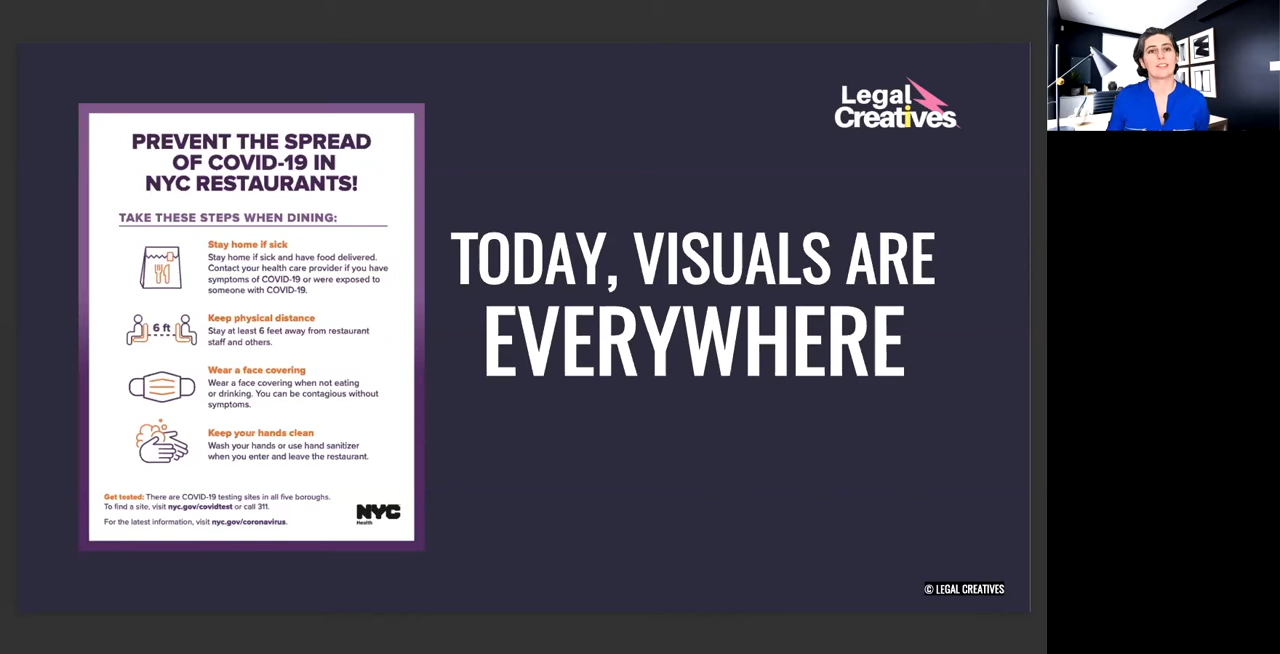 PREVENT THE SPREAD
OF COVID-19 IN
NYC RESTAURANTS!
TAKE THESE STEPS WHEN DINING:
Stay home if sick
Stay home if sick and have food delivered.
Contact your health care provider if you have
symptoms of COVID-19 or were exposed to
someone with COVID-19.
6 ft
Keep physical distance
Stay at least 6 feet away from restaurant
staff and others.
Wear a face covering
Wear a face covering when not eating
or drinking. You can be contagious without
symptoms.
Keep your hands clean
Wash your hands or use hand sanitizer
when you enter and leave the restaurant.
Get tested: There are COVID-19 testing sites in all five boroughs.
To find a site, visit nyc.gov/covidtest or call 311.
For the latest information, visit nyc.gov/coronavirus.
NYC
Health
Legal
Creatives
TODAY, VISUALS ARE
EVERYWHERE
© LEGAL CREATIVES